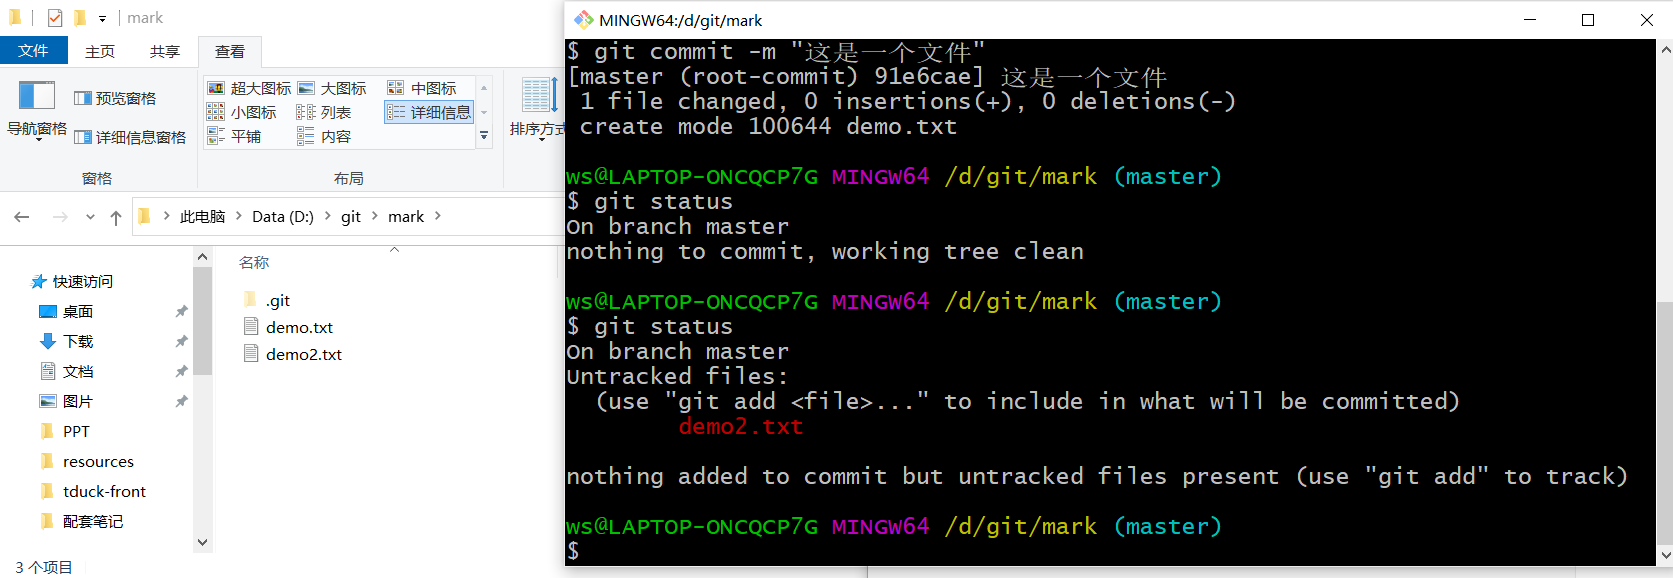 mark
文件 主页 共享 查看
导航窗格
预览窗格
详细信息窗格
窗格
超大图标 大图标 中图标
小图标 列表 详细信息
平铺 内容
布局
排序方式
此电脑 > Data (D:) > git > mark >
名称
快速访问
桌面
下载
文档
图片
PPT
resources
tduck-front
配套笔记
.git
demo.txt
demo2.txt
3 个项目
MINGW64:/d/git/mark
$ git commit -m "这是一个文件"
[master (root-commit) 91e6cae] 这是一个文件
1 file changed, 0 insertions(+), 0 deletions(-)
create mode 100644 demo.txt
ws@LAPTOP-ONCQCP7G MINGW64 /d/git/mark (master)
$ git status
On branch master
nothing to commit, working tree clean
ws@LAPTOP-ONCQCP7G MINGW64 /d/git/mark (master)
$ git status
On branch master
Untracked files:
(use "git add <file>..." to include in what will be committed)
demo2.txt
nothing added to commit but untracked files present (use "git add" to track)
ws@LAPTOP-ONCQCP7G MINGW64 /d/git/mark (master)
$